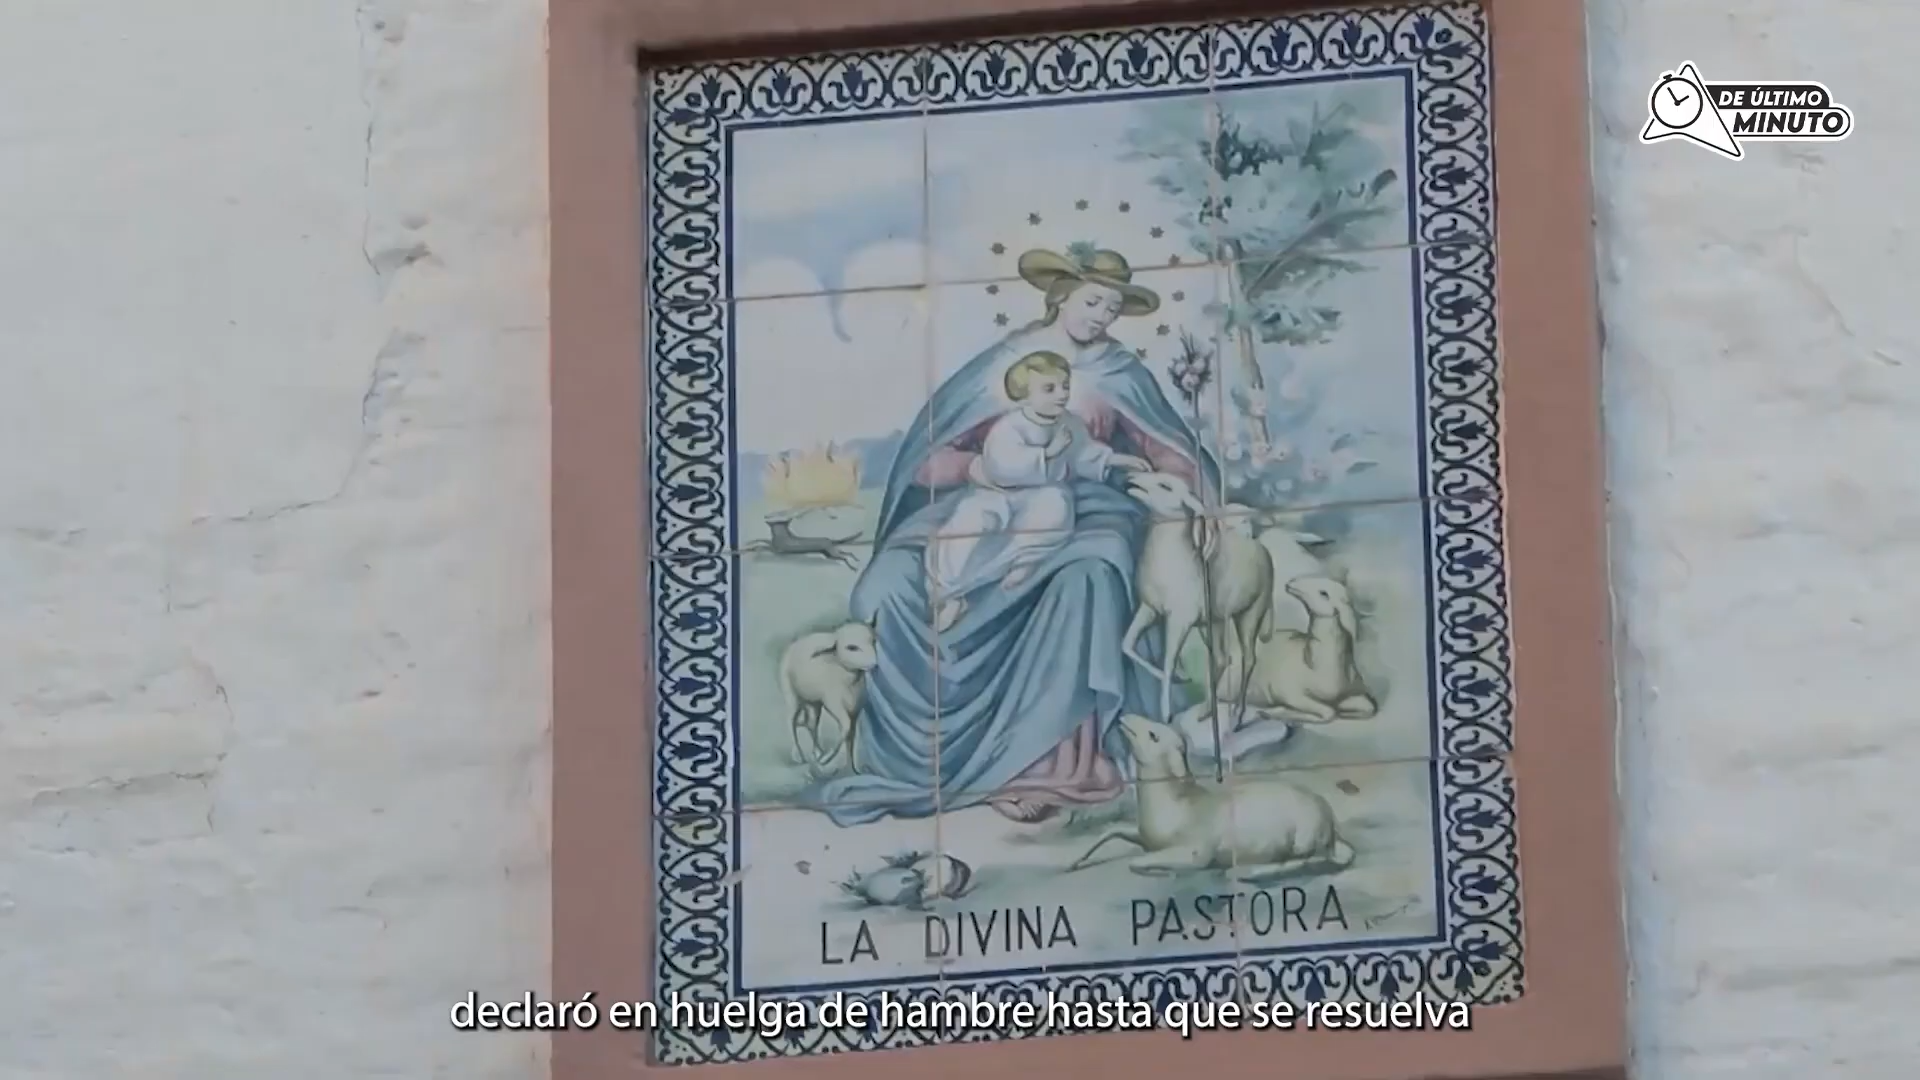 DE ÚLTIMO
MINUTO
LA DIVINA PASTORA
declaró en huelga de hambre hasta que se resuelva